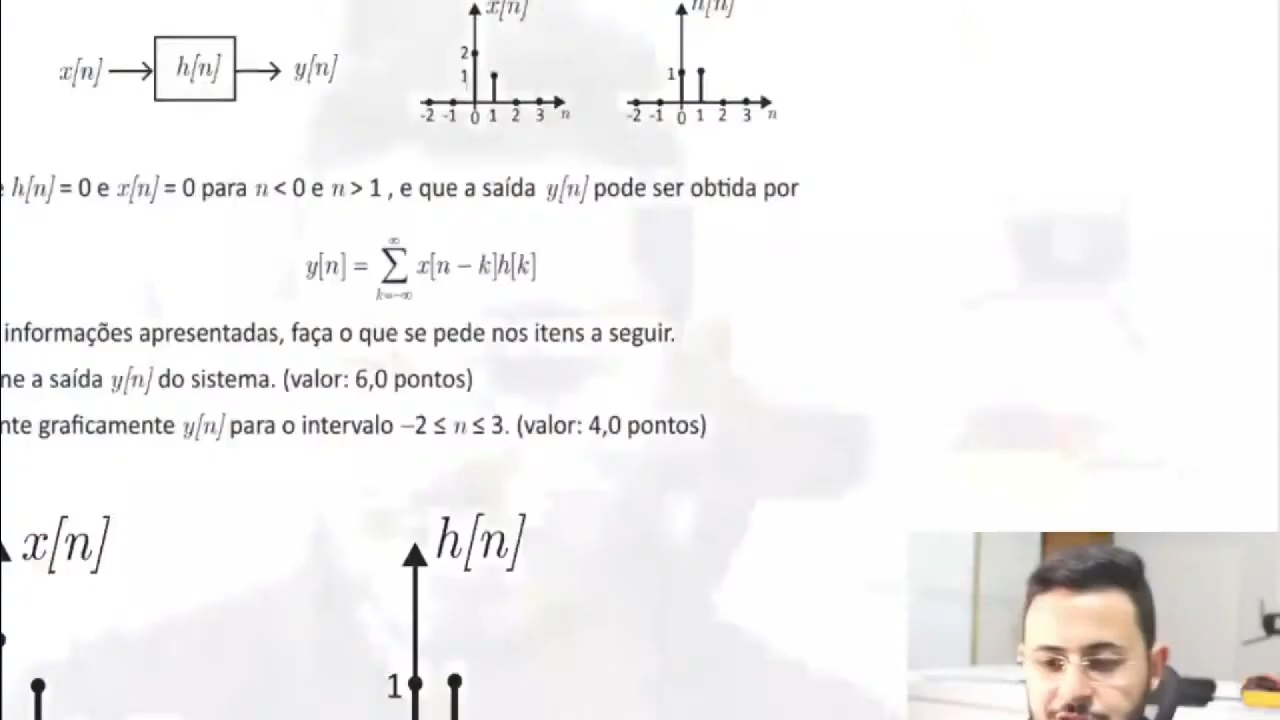 x[n]
h[n]
x[n] h[n] y[n]
2
1
-2 -1 0 1 2 3 n
1
-2 -1 0 1 2 3 n
h[n] = 0 e x[n] = 0 para n < 0 e n > 1 , e que a saída y[n] pode ser obtida por
y[n] = ∑ x[n − k]h[k]
∞
k=−∞
informações apresentadas, faça o que se pede nos itens a seguir.
ne a saída y[n] do sistema. (valor: 6,0 pontos)
nte graficamente y[n] para o intervalo −2 ≤ n ≤ 3. (valor: 4,0 pontos)
x[n]
h[n]
1